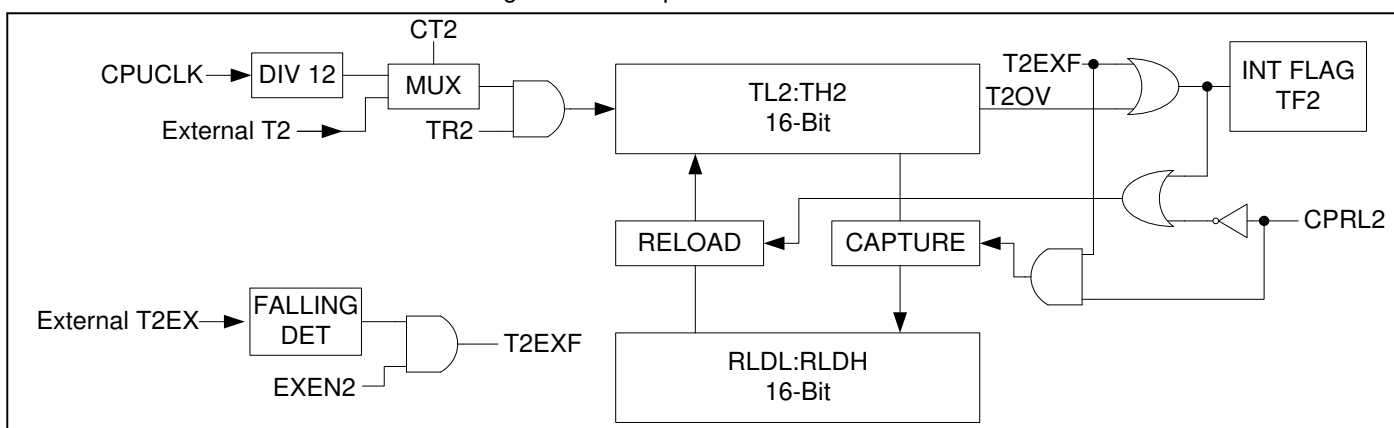 CT2
CPUCLK
DIV 12
MUX
External T2
TR2
TL2:TH2
16-Bit
T2EXF
T2OV
INT FLAG
TF2
RELOAD
CAPTURE
CPRL2
External T2EX
FALLING
DET
EXEN2
T2EXF
RLDL:RLDH
16-Bit